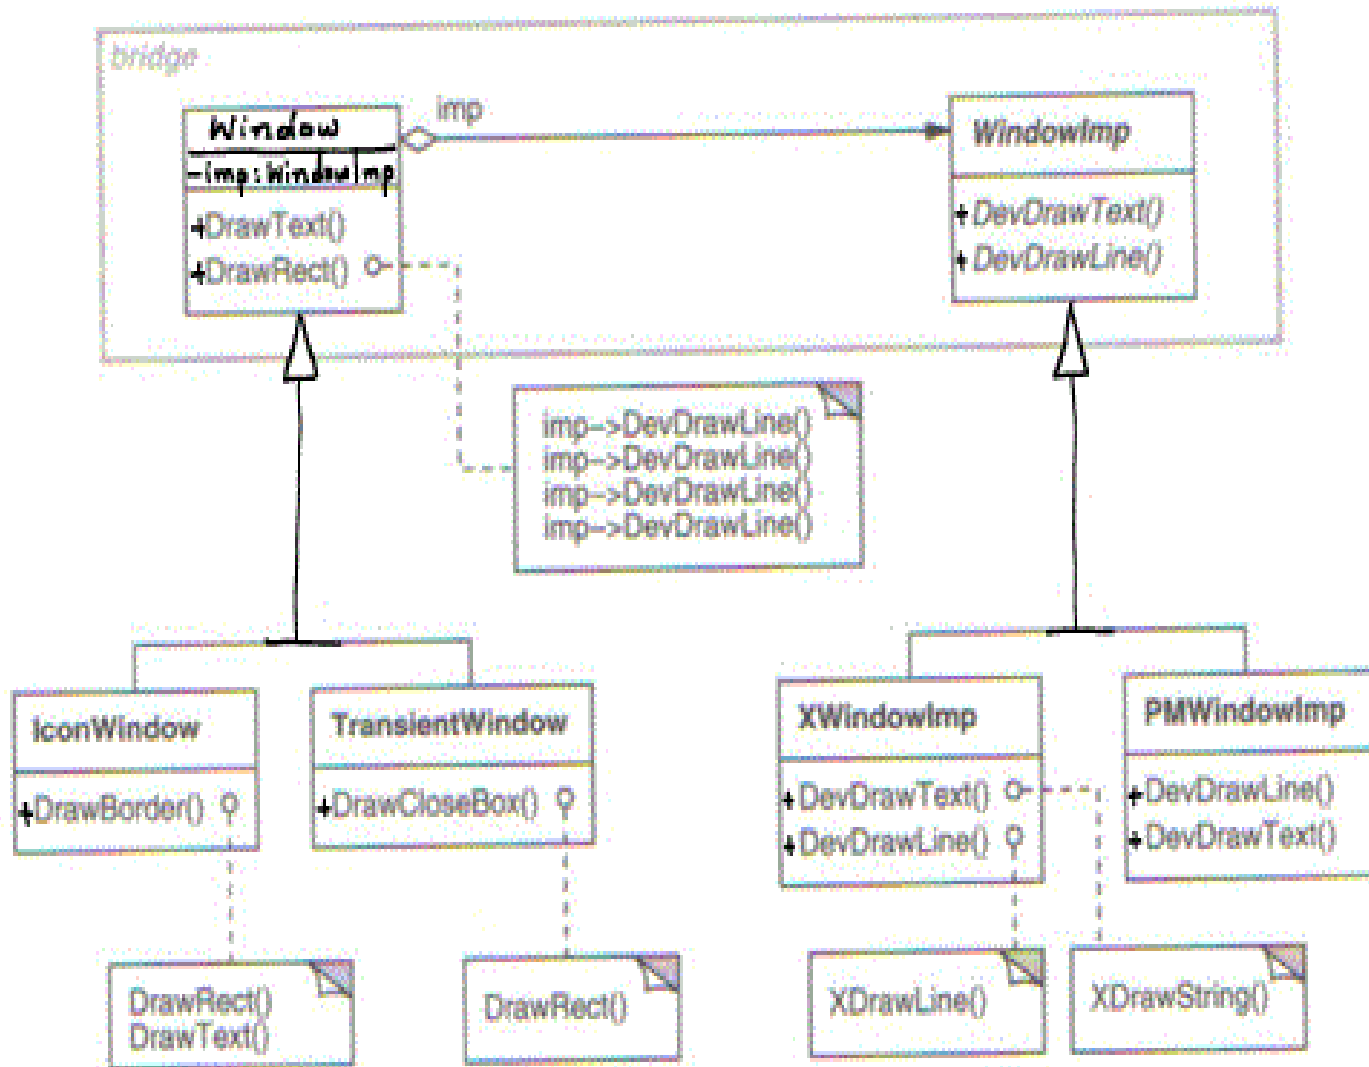 bridge
Window
-imp:WindowImp
+DrawText()
+DrawRect()
imp
WindowImp
+DevDrawText()
+DevDrawLine()
imp->DevDrawLine()
imp->DevDrawLine()
imp->DevDrawLine()
imp->DevDrawLine()
IconWindow
+DrawBorder()
TransientWindow
+DrawCloseBox()
XWindowImp
+DevDrawText()
+DevDrawLine()
PMWindowImp
+DevDrawLine()
+DevDrawText()
DrawRect()
DrawText()
DrawRect()
XDrawLine()
XDrawString()